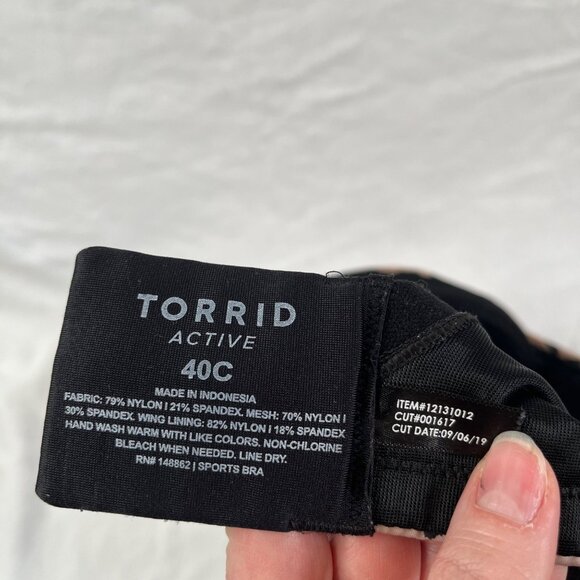 TORRID
ACTIVE
40C
MADE IN INDONESIA
FABRIC: 79% NYLON | 21% SPANDEX. MESH: 70% NYLON |
30% SPANDEX. WING LINING: 82% NYLON | 18% SPANDEX
HAND WASH WARM WITH LIKE COLORS. NON-CHLORINE
BLEACH WHEN NEEDED. LINE DRY.
RN# 148862 | SPORTS BRA
ITEM#12131012
CUT#001617
CUT DATE:09/06/19